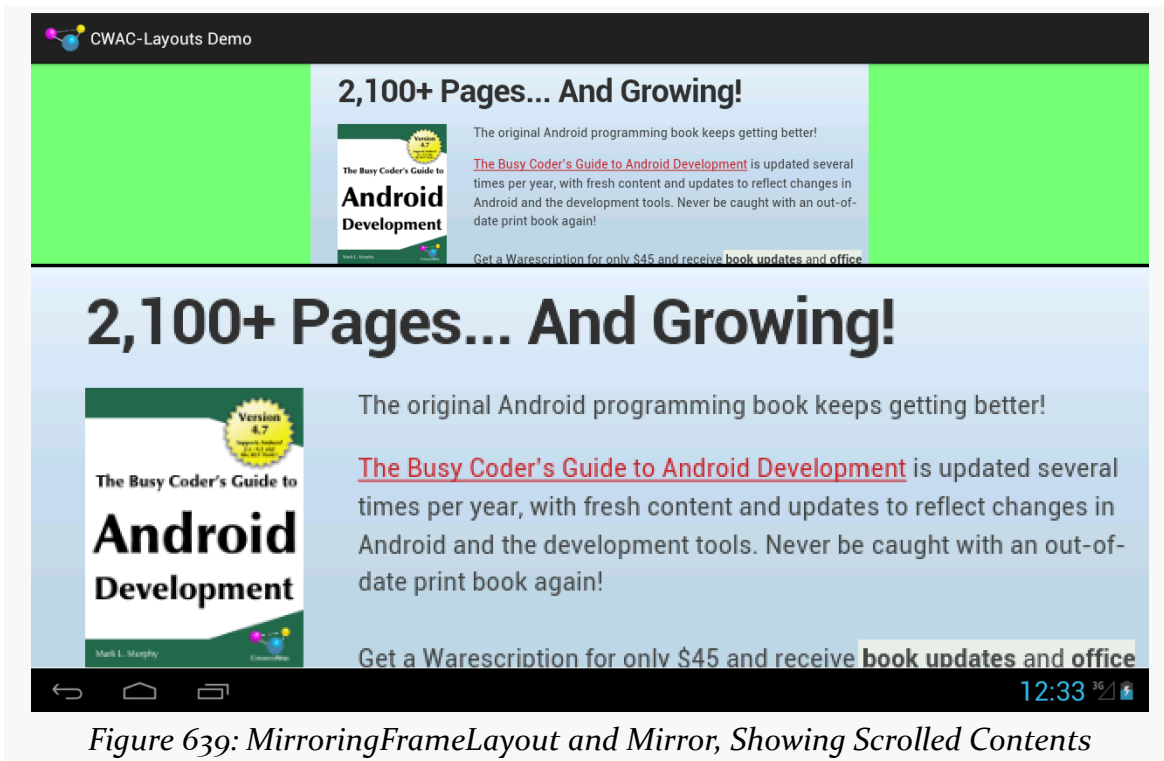 CWAC-Layouts Demo
2,100+ Pages... And Growing!
Version
4.7
The Busy Coder's Guide to
Android
Development
Mark L. Murphy
The original Android programming book keeps getting better!
The Busy Coder's Guide to Android Development is updated several
times per year, with fresh content and updates to reflect changes in
Android and the development tools. Never be caught with an out-of-
date print book again!
Get a Warescription for only $45 and receive book updates and office
2,100+ Pages... And Growing!
Version
4.7
The Busy Coder's Guide to
Android
Development
Mark L. Murphy
The original Android programming book keeps getting better!
The Busy Coder's Guide to Android Development is updated several
times per year, with fresh content and updates to reflect changes in
Android and the development tools. Never be caught with an out-of-
date print book again!
Get a Warescription for only $45 and receive book updates and office
12:33 3G
Figure 639: MirroringFrameLayout and Mirror, Showing Scrolled Contents